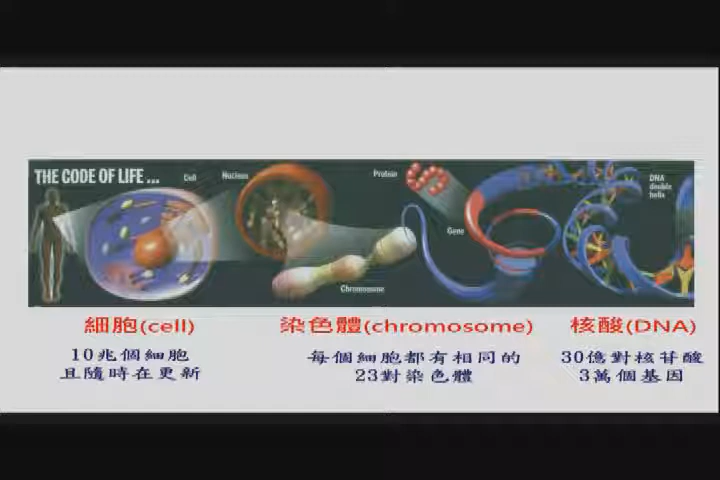 THE CODE OF LIFE...
Cell
Nucleus
Protein
DNA
double
helix
Gene
Chromosome
細胞(cell)
染色體(chromosome)
核酸(DNA)
10兆個細胞
且隨時在更新
每個細胞都有相同的
23對染色體
30億對核苷酸
3萬個基因